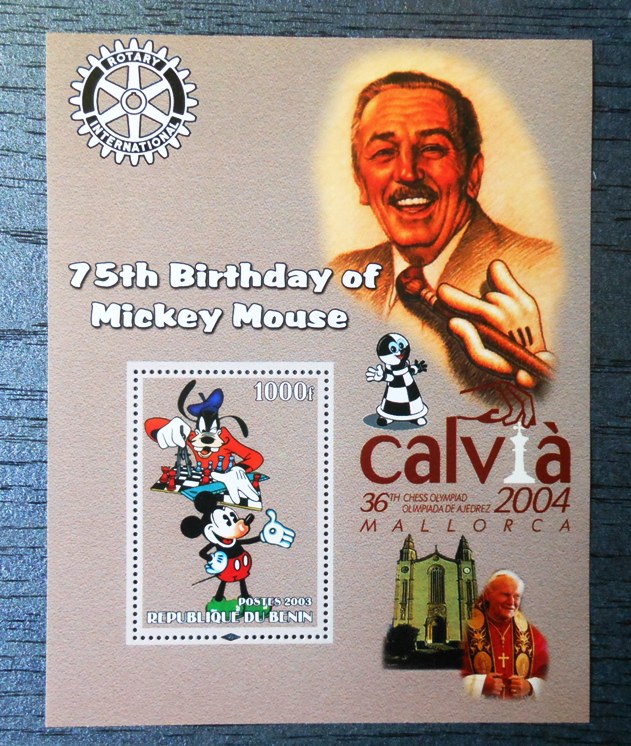 ROTARY
INTERNATIONAL
75th Birthday of
Mickey Mouse
1000f
POSTES 2003
REPUBLIQUE DU BENIN
calvià
36TH CHESS OLYMPIAD
OLIMPIADA DE AJEDREZ 2004
MALLORCA